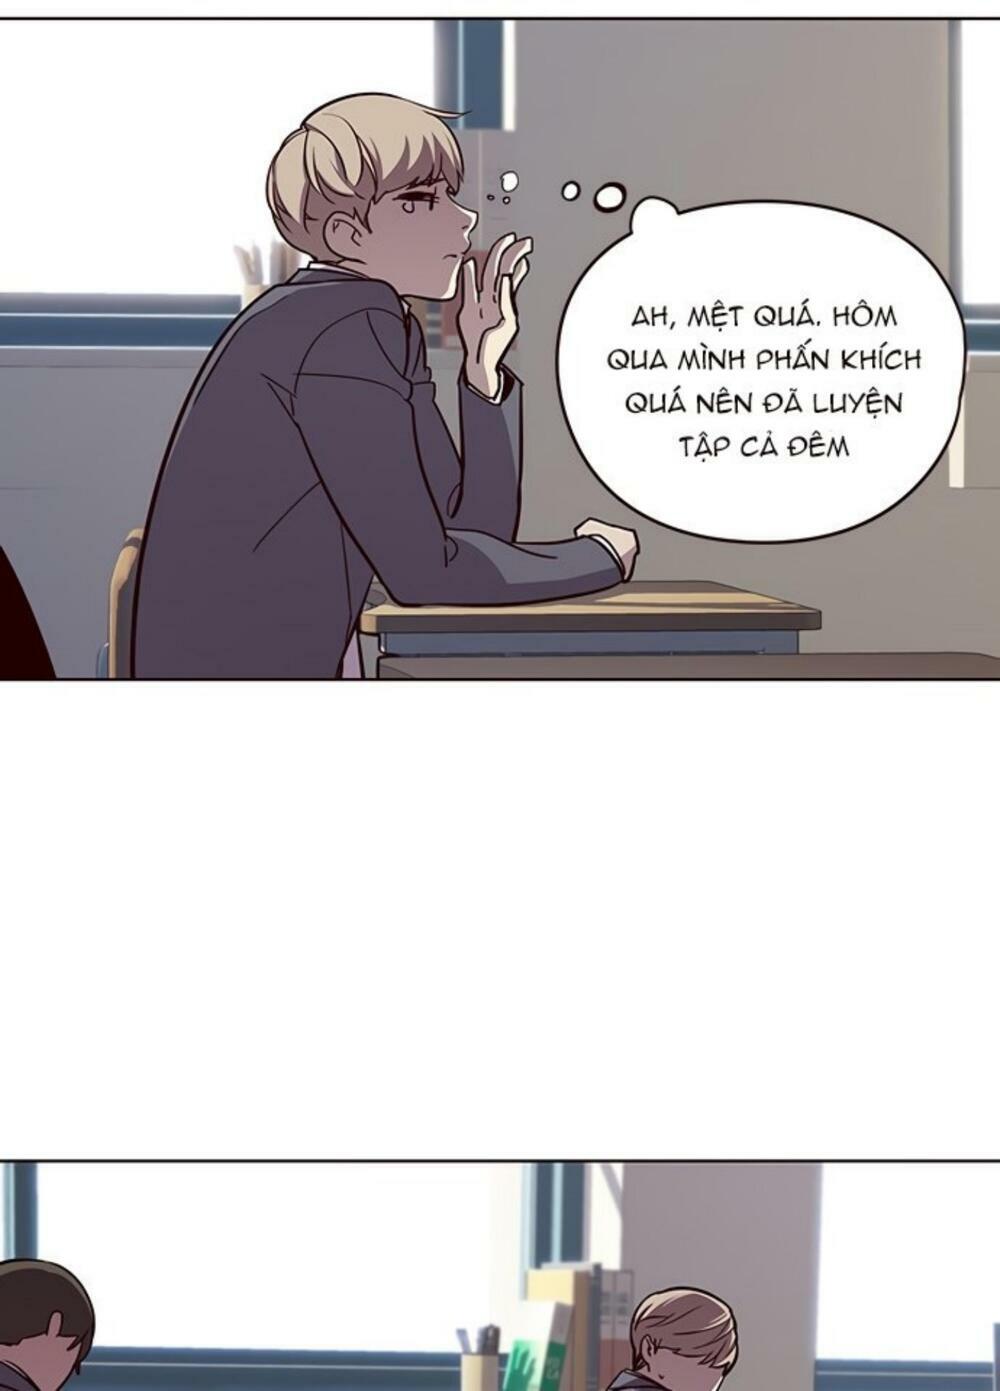 AH, MỆT QUÁ. HÔM
QUA MÌNH PHẤN KHÍCH
QUÁ NÊN ĐÃ LUYỆN
TẬP CẢ ĐÊM